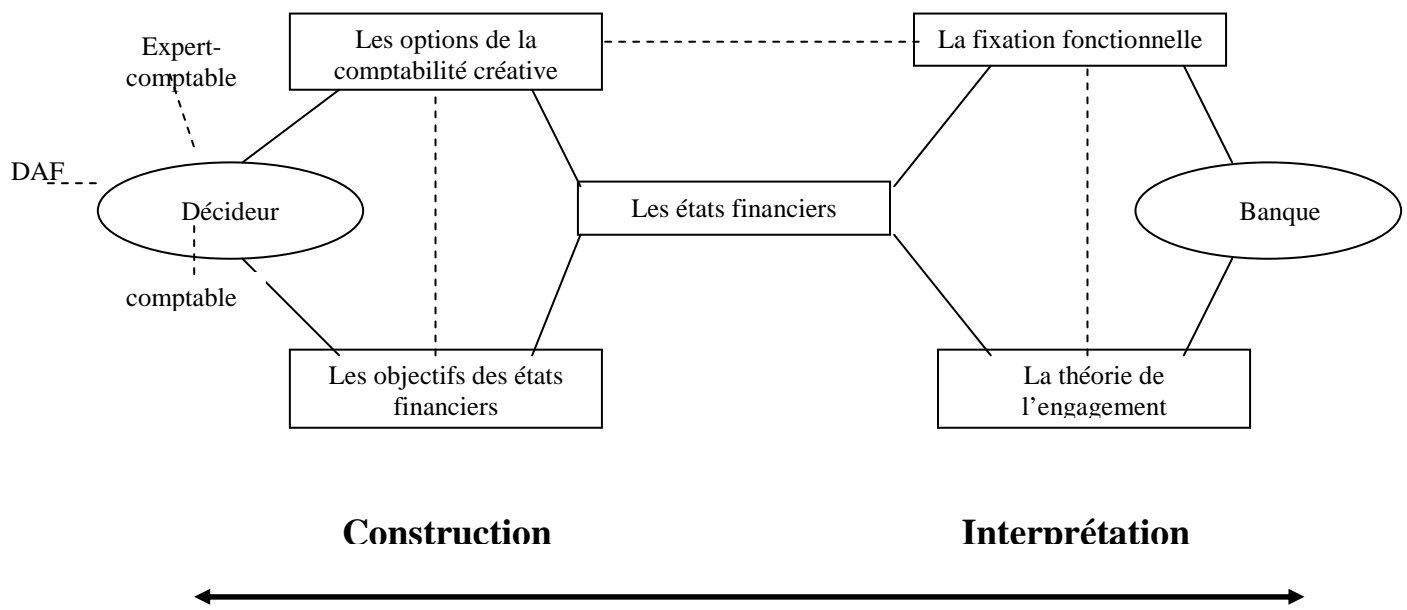 Expert-
comptable
Les options de la
comptabilité créative
La fixation fonctionnelle
DAF
Décideur
Les états financiers
Banque
comptable
Les objectifs des états
financiers
La théorie de
l'engagement
Construction
Interprétation